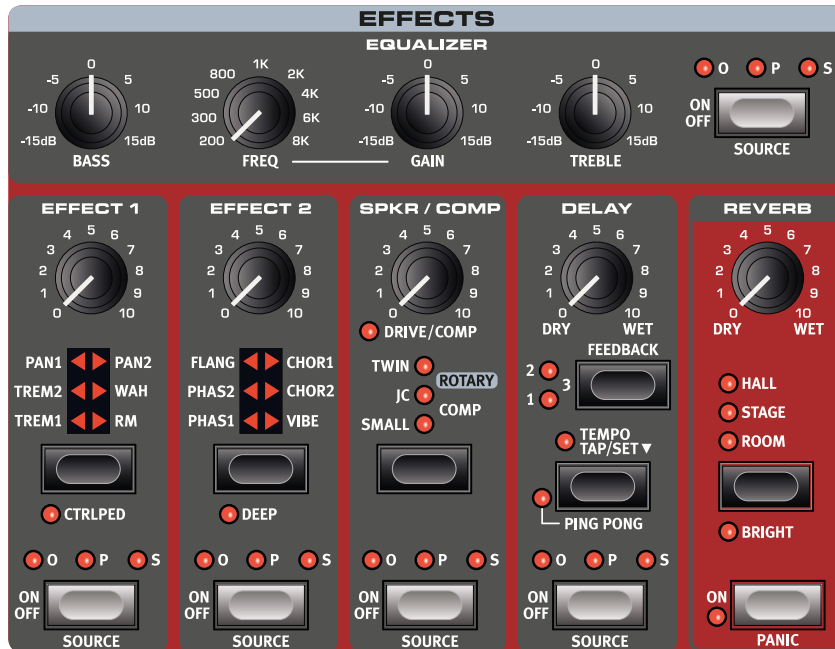 EFFECTS
EQUALIZER
0
-5 5
-10 10
-15dB 15dB
BASS
1K
800 2K
500 4K
300 6K
200 8K
FREQ
0
-5 5
-10 10
-15dB 15dB
GAIN
0
-5 5
-10 10
-15dB 15dB
TREBLE
O P S
ON
OFF
SOURCE
EFFECT 1
4 5 6
3 7
2 8
1 9
0 10
PAN1 PAN2
TREM2 WAH
TREM1 RM
CTRLPED
O P S
ON
OFF
SOURCE
EFFECT 2
4 5 6
3 7
2 8
1 9
0 10
FLANG CHOR1
PHAS2 CHOR2
PHAS1 VIBE
DEEP
O P S
ON
OFF
SOURCE
SPKR / COMP
4 5 6
3 7
2 8
1 9
0 10
DRIVE/COMP
TWIN
ROTARY
JC
COMP
SMALL
O P S
ON
OFF
SOURCE
DELAY
4 5 6
3 7
2 8
1 9
0 10
DRY WET
FEEDBACK
2
3
1
TEMPO
TAP/SET ▼
PING PONG
O P S
ON
OFF
SOURCE
REVERB
4 5 6
3 7
2 8
1 9
0 10
DRY WET
HALL
STAGE
ROOM
BRIGHT
ON
PANIC